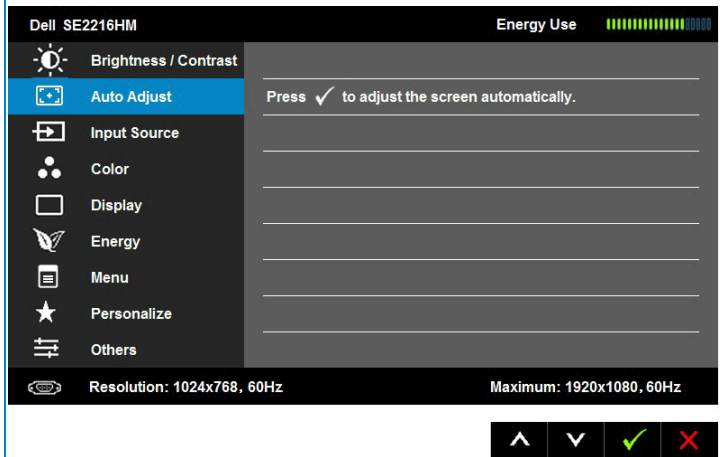 Dell SE2216HM Energy Use
Brightness / Contrast
Auto Adjust Press ✓ to adjust the screen automatically.
Input Source
Color
Display
Energy
Menu
Personalize
Others
Resolution: 1024x768, 60Hz Maximum: 1920x1080, 60Hz